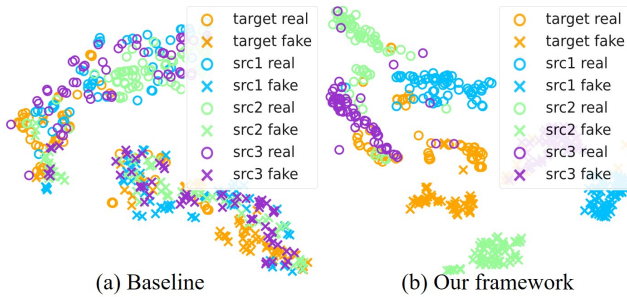 target real
target fake
src1 real
src1 fake
src2 real
src2 fake
src3 real
src3 fake
target real
target fake
src1 real
src1 fake
src2 real
src2 fake
src3 real
src3 fake
(a) Baseline
(b) Our framework